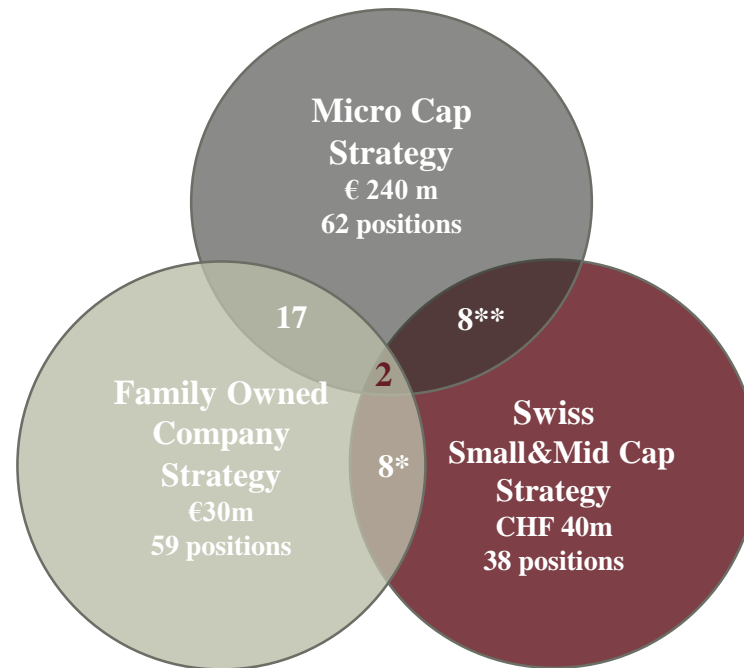 Micro Cap
Strategy
€ 240 m
62 positions
17
8**
2
Family Owned
Company
Strategy
€30m
59 positions
8*
Swiss
Small&Mid Cap
Strategy
CHF 40m
38 positions